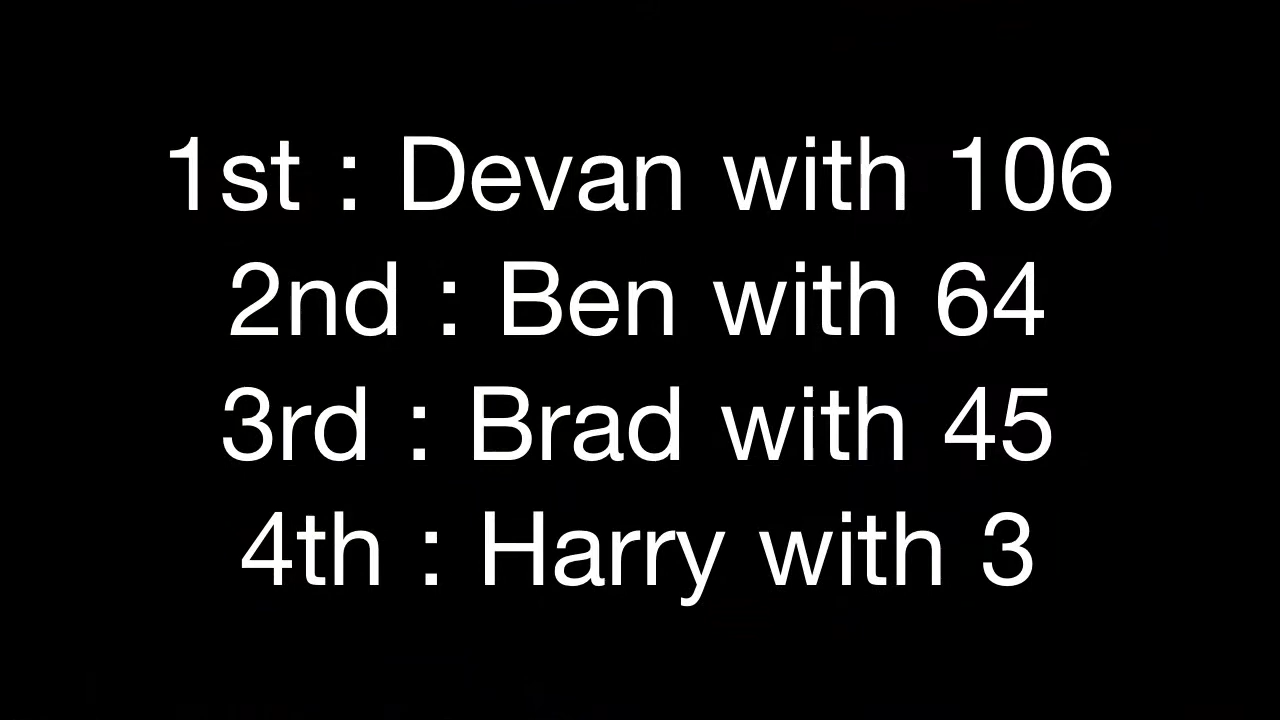 1st : Devan with 106
2nd : Ben with 64
3rd : Brad with 45
4th : Harry with 3